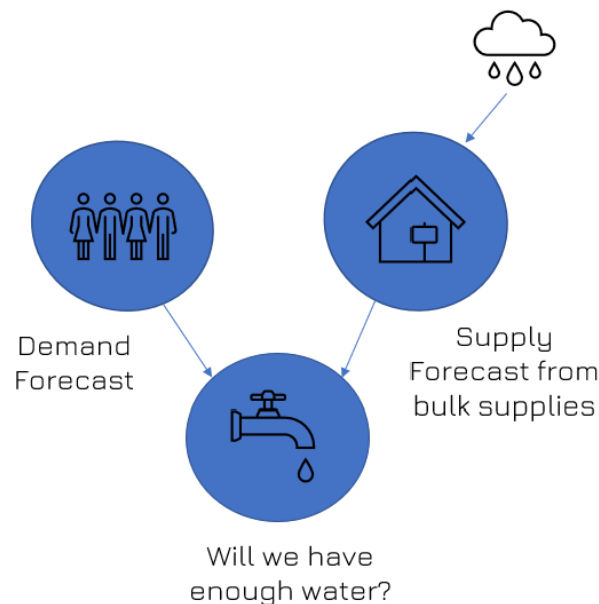 Demand
Forecast
Supply
Forecast from
bulk supplies
Will we have
enough water?